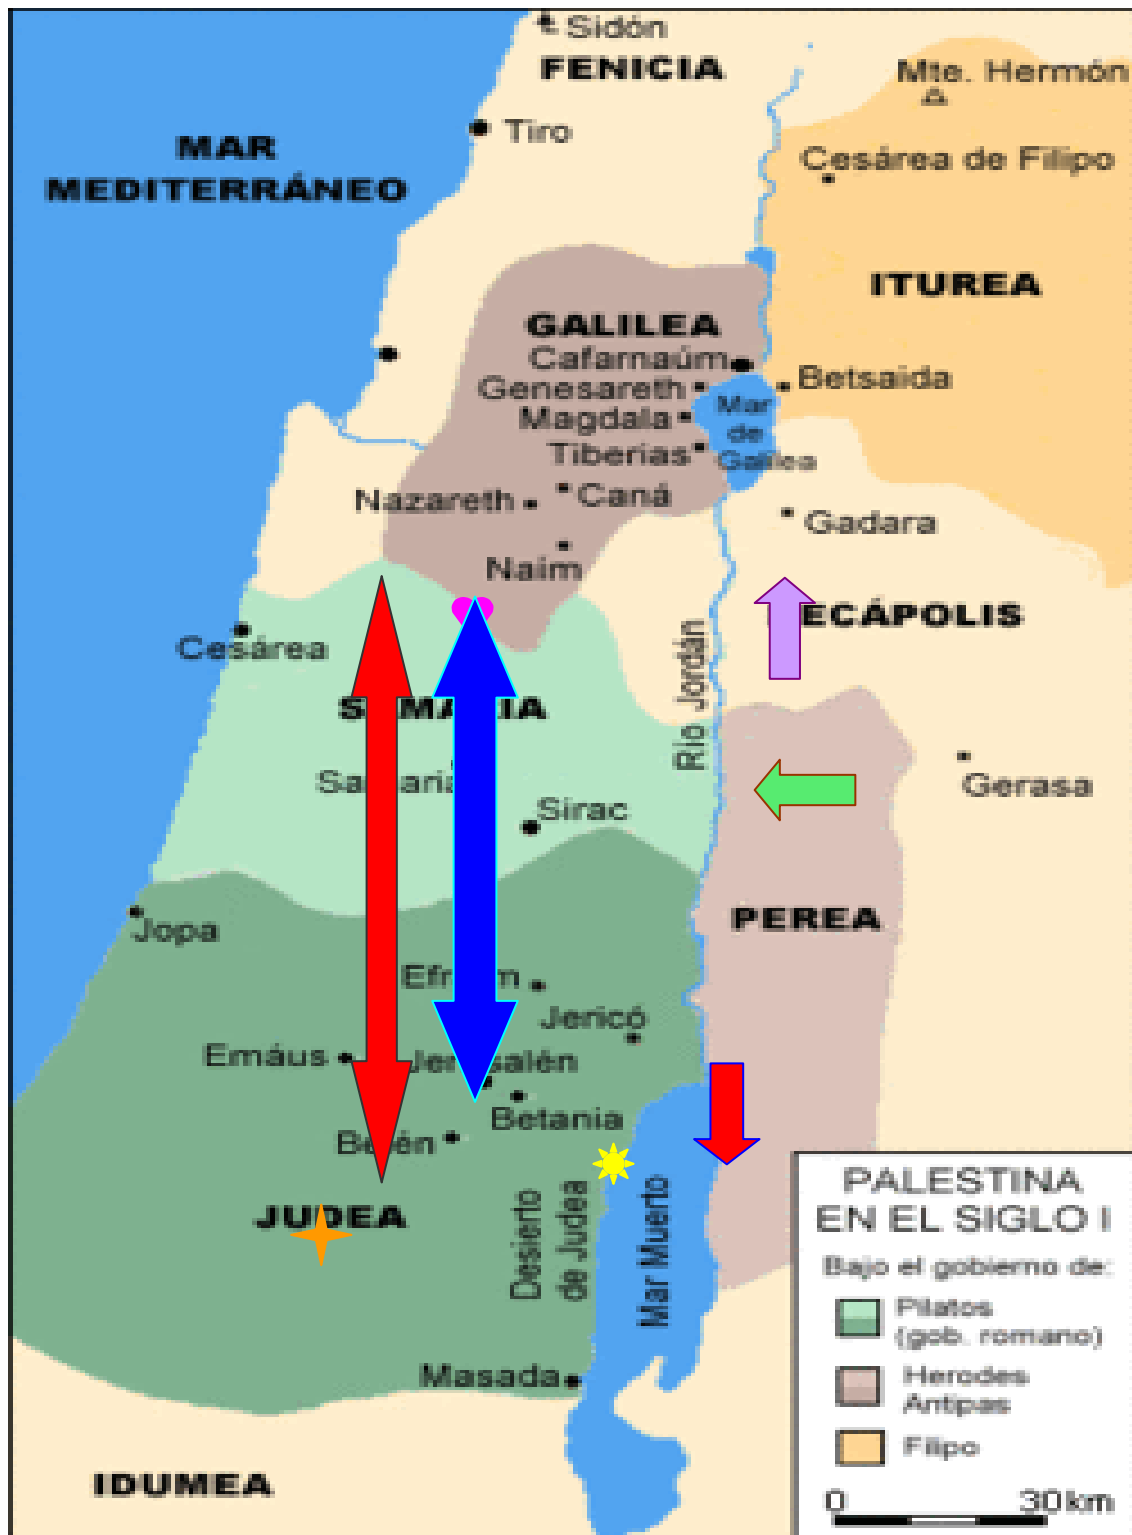 Sidón
FENICIA
Mte. Hermón
Tiro
MAR
MEDITERRÁNEO
Cesárea de Filipo
ITUREA
GALILEA
Cafarnaúm
Genesareth
Betsaida
Magdala
Mar
de
Galilea
Tiberias
Nazareth
Caná
Gadara
Naim
ECÁPOLIS
Cesárea
Río Jordán
Gerasa
Sirac
PEREA
Jopa
Jericó
Emáus
Betania
JUDEA
Desierto
de Judea
Mar Muerto
Masada
IDUMEA
PALESTINA
EN EL SIGLO I
Bajo el gobierno de:
Pilatos
(gob. romano)
Herodes
Antipas
Filipo
0 30 km